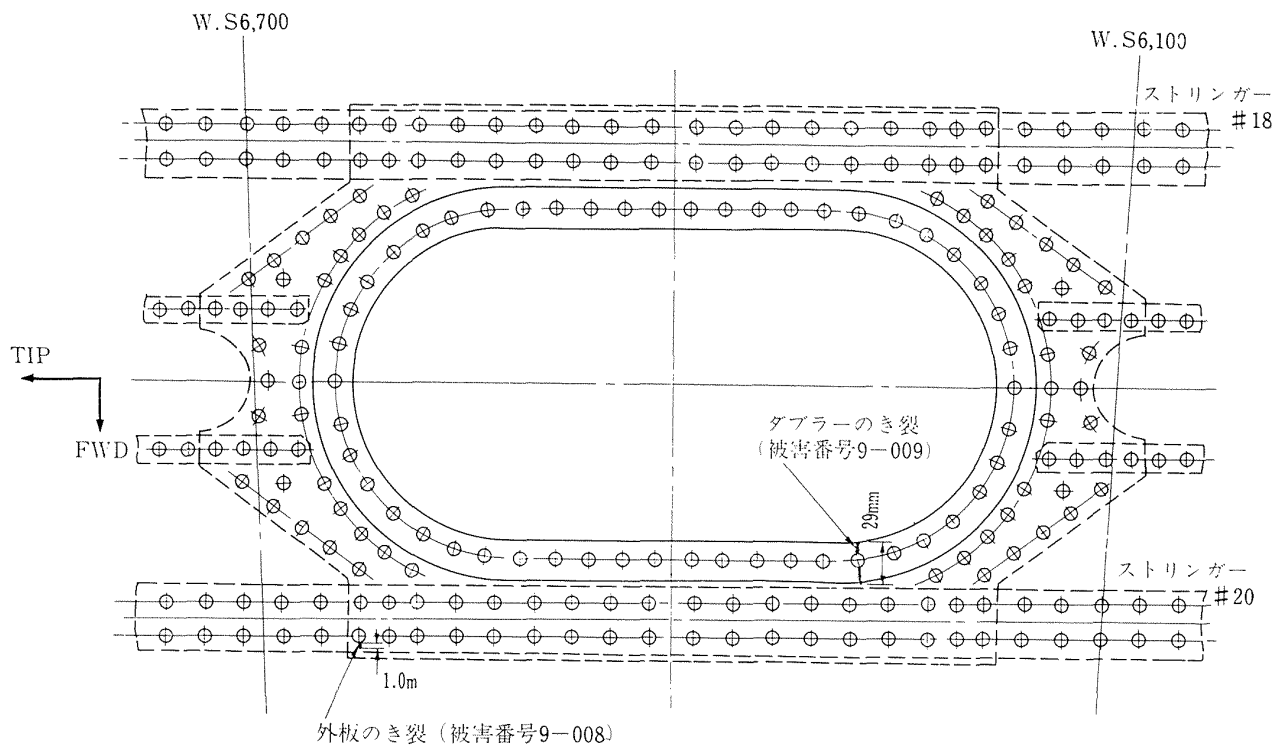 W.S6,700
W.S6,100
ストリンガー
#18
TIP
FWD
ダブラーのき裂
(被害番号9-009)
29mm
ストリンガー
#20
1.0m
外板のき裂(被害番号9-008)